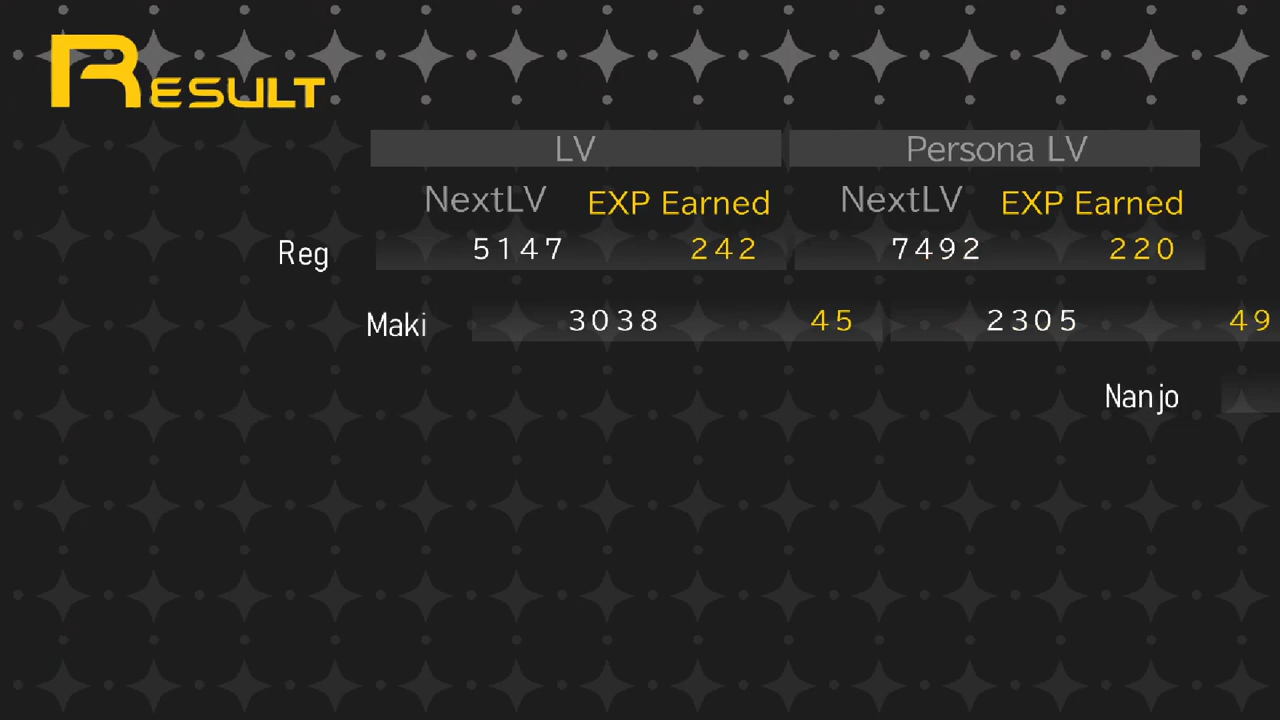 RESULT
LV Persona LV
NextLV EXP Earned NextLV EXP Earned
Reg 5147 242 7492 220
Maki 3038 45 2305 49
Nanjo